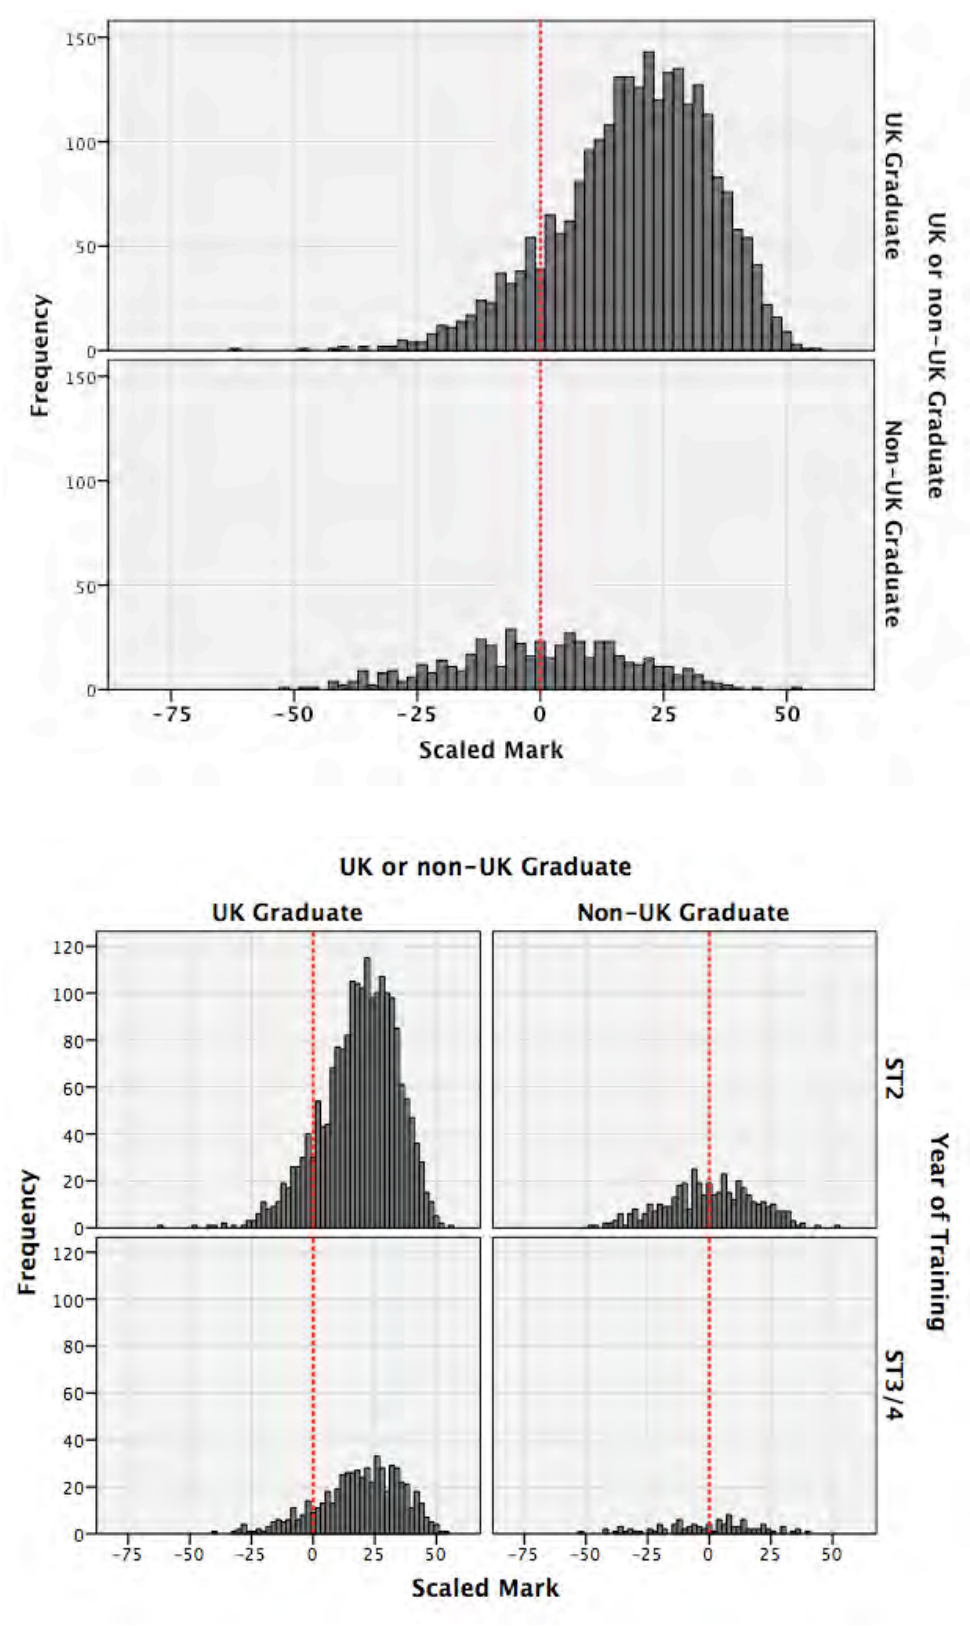 150
100
50
0
UK Graduate
150
100
50
0
Non-UK Graduate
UK or non-UK Graduate
Frequency
-75 -50 -25 0 25 50
Scaled Mark
UK or non-UK Graduate
UK Graduate Non-UK Graduate
120
100
80
60
40
20
0
ST2
120
100
80
60
40
20
0
ST3/4
Year of Training
Frequency
-75 -50 -25 0 25 50 -75 -50 -25 0 25 50
Scaled Mark